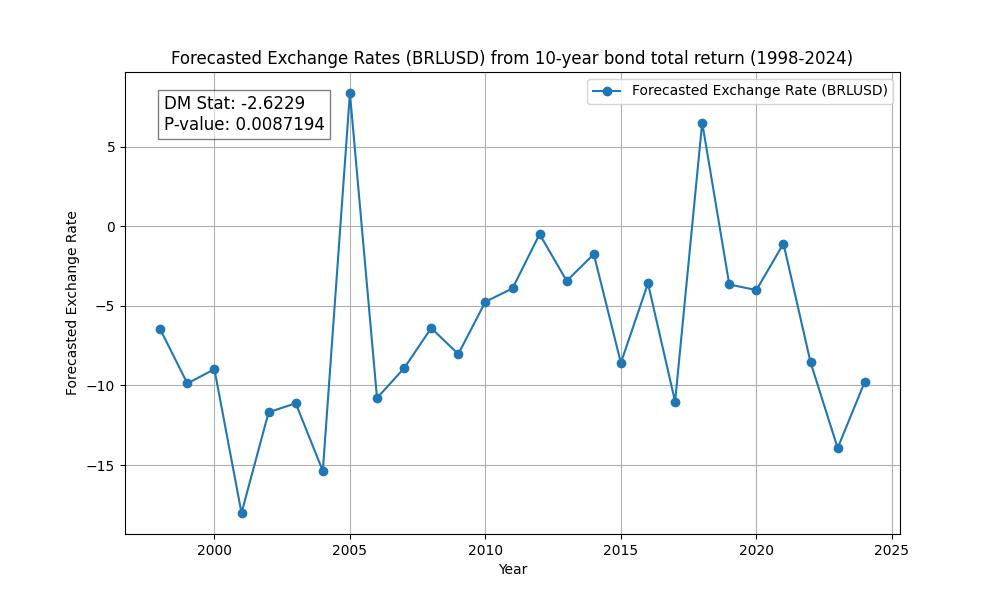 Forecasted Exchange Rates (BRLUSD) from 10-year bond total return (1998-2024)
DM Stat: -2.6229
P-value: 0.0087194
Forecasted Exchange Rate (BRLUSD)
Forecasted Exchange Rate
5
0
−5
−10
−15
2000 2005 2010 2015 2020 2025
Year